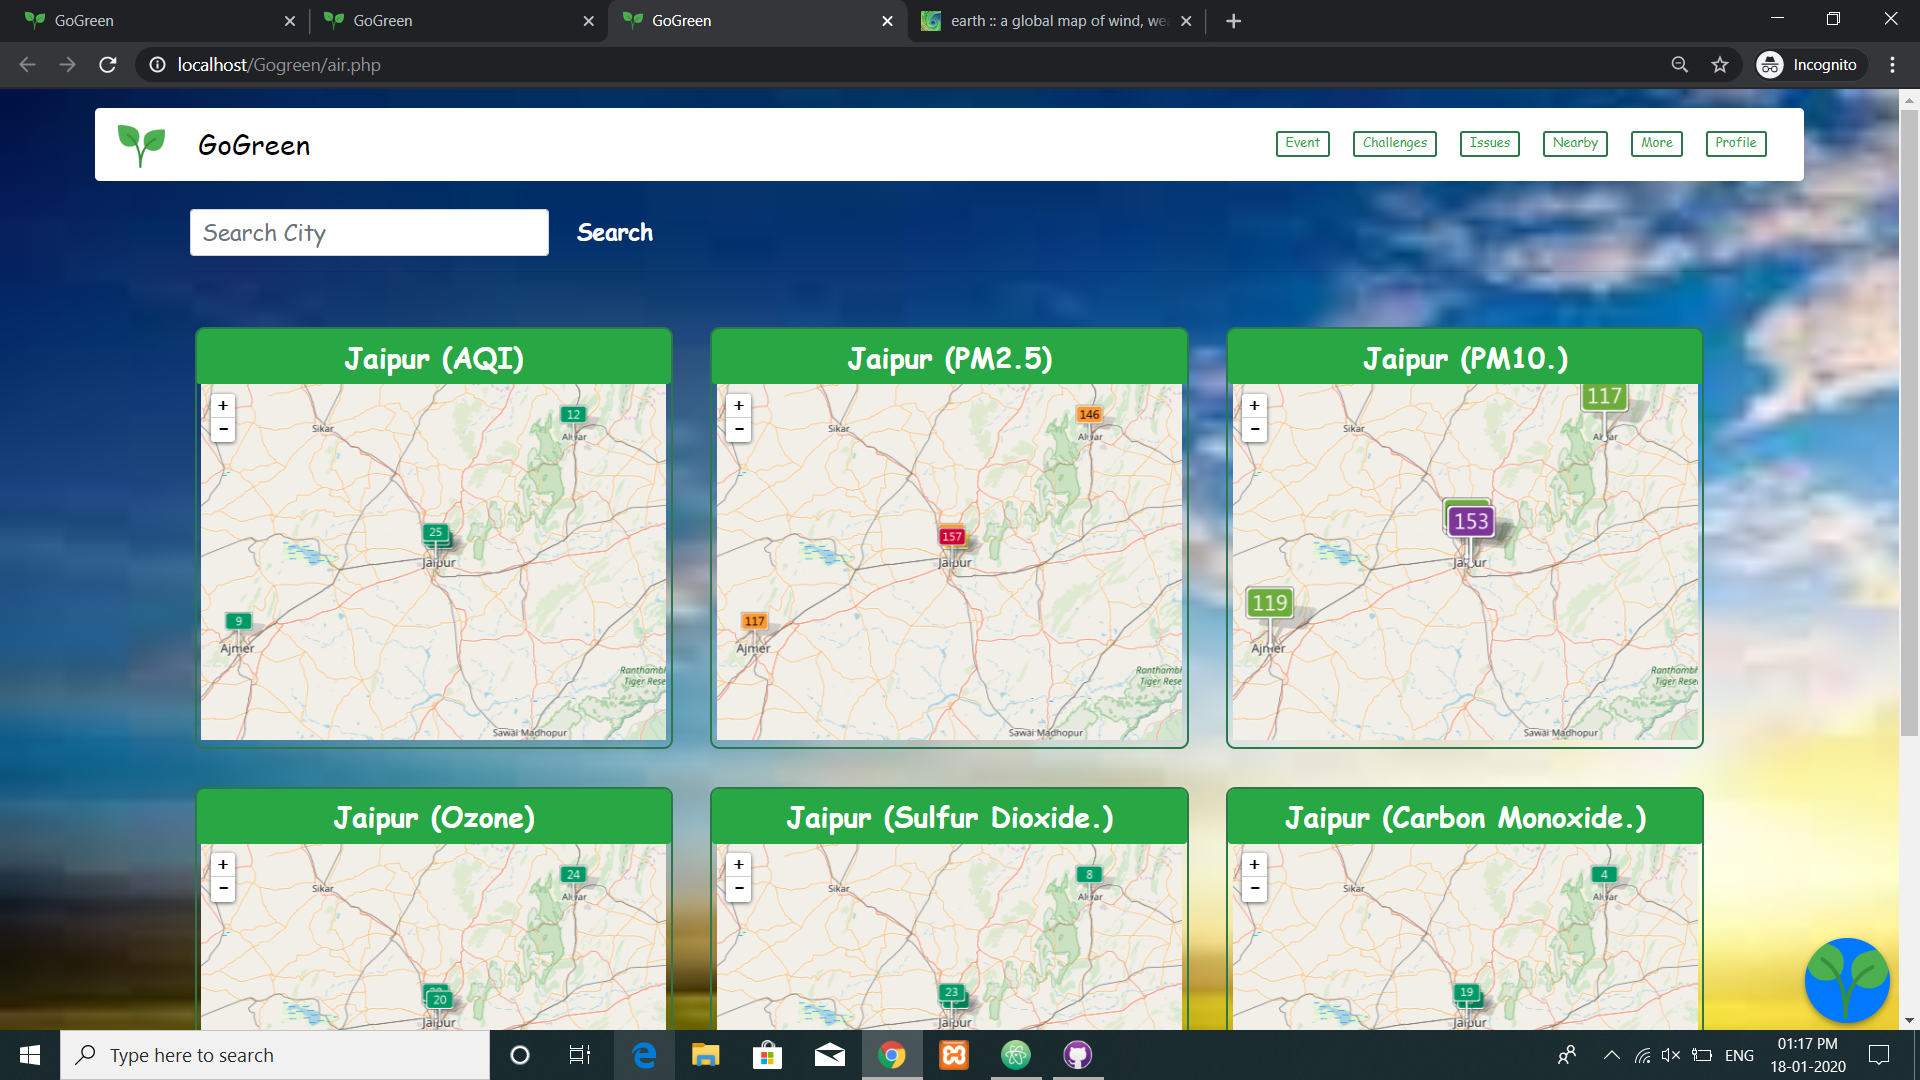 GoGreen
GoGreen
GoGreen
earth :: a global map of wind, wea
localhost/Gogreen/air.php
Incognito
GoGreen
Event
Challenges
Issues
Nearby
More
Profile
Search City
Search
Jaipur (AQI)
+
-
12
Sikar
Alwar
25
Jaipur
9
Ajmer
Ranthambh
Tiger Rese
Sawai Madhopur
Jaipur (PM2.5)
+
-
146
Sikar
Alwar
157
Jaipur
117
Ajmer
Ranthambh
Tiger Rese
Sawai Madhopur
Jaipur (PM10.)
+
-
117
Sikar
Alwar
153
Jaipur
119
Ajmer
Ranthambh
Tiger Rese
Sawai Madhopur
Jaipur (Ozone)
+
-
24
Sikar
Alwar
20
Jaipur
Jaipur (Sulfur Dioxide.)
+
-
8
Sikar
Alwar
23
Jaipur
Jaipur (Carbon Monoxide.)
+
-
4
Sikar
Alwar
19
Jaipur
Type here to search
ENG
01:17 PM
18-01-2020